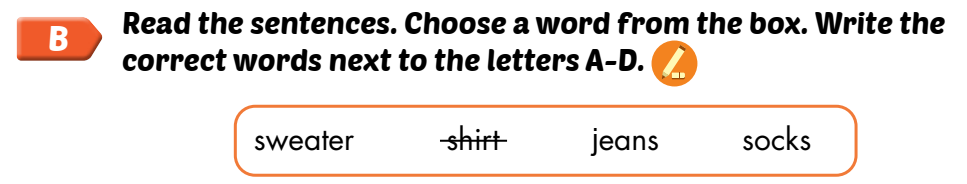 B
Read the sentences. Choose a word from the box. Write the
correct words next to the letters A-D.
sweater shirt jeans socks